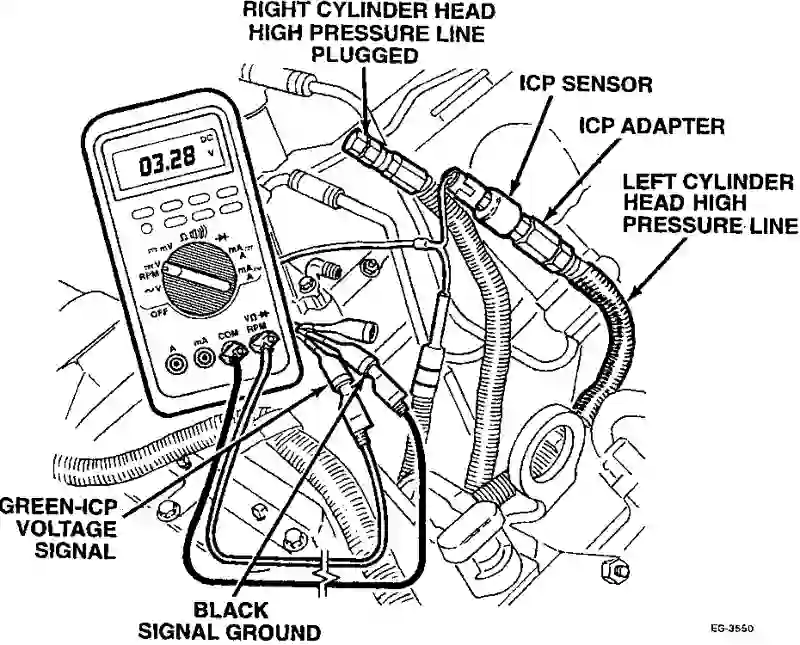 RIGHT CYLINDER HEAD
HIGH PRESSURE LINE
PLUGGED
ICP SENSOR
ICP ADAPTER
LEFT CYLINDER
HEAD HIGH
PRESSURE LINE
DC
03.28 V
Ω
mV
V
RPM
mA
A
mA
A
~V
OFF
VΩ
A mA COM RPM
GREEN-ICP
VOLTAGE
SIGNAL
BLACK
SIGNAL GROUND
EG-3550